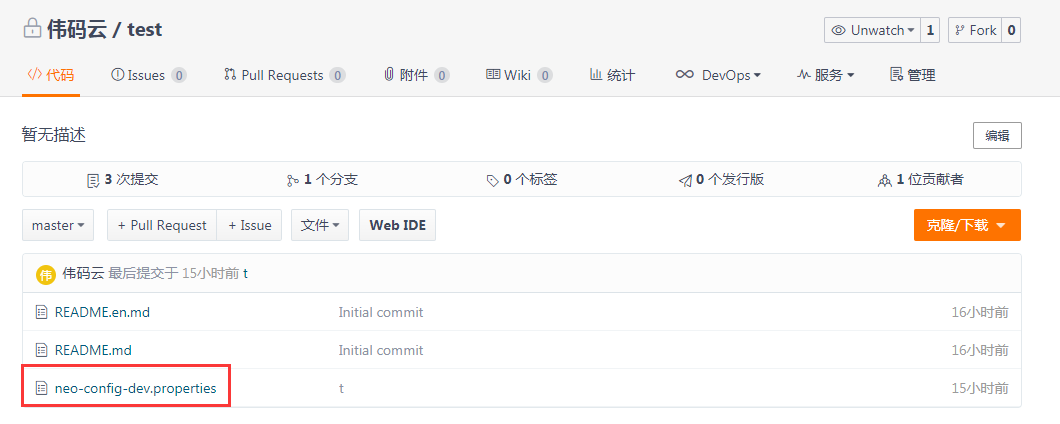 伟码云 / test
Unwatch 1 Fork 0
代码 Issues 0 Pull Requests 0 附件 0 Wiki 0 统计 DevOps 服务 管理
暂无描述 编辑
3 次提交 1 个分支 0 个标签 0 个发行版 1 位贡献者
master + Pull Request + Issue 文件 Web IDE 克隆/下载
伟 伟码云 最后提交于 15小时前 t
README.en.md Initial commit 16小时前
README.md Initial commit 16小时前
neo-config-dev.properties t 15小时前